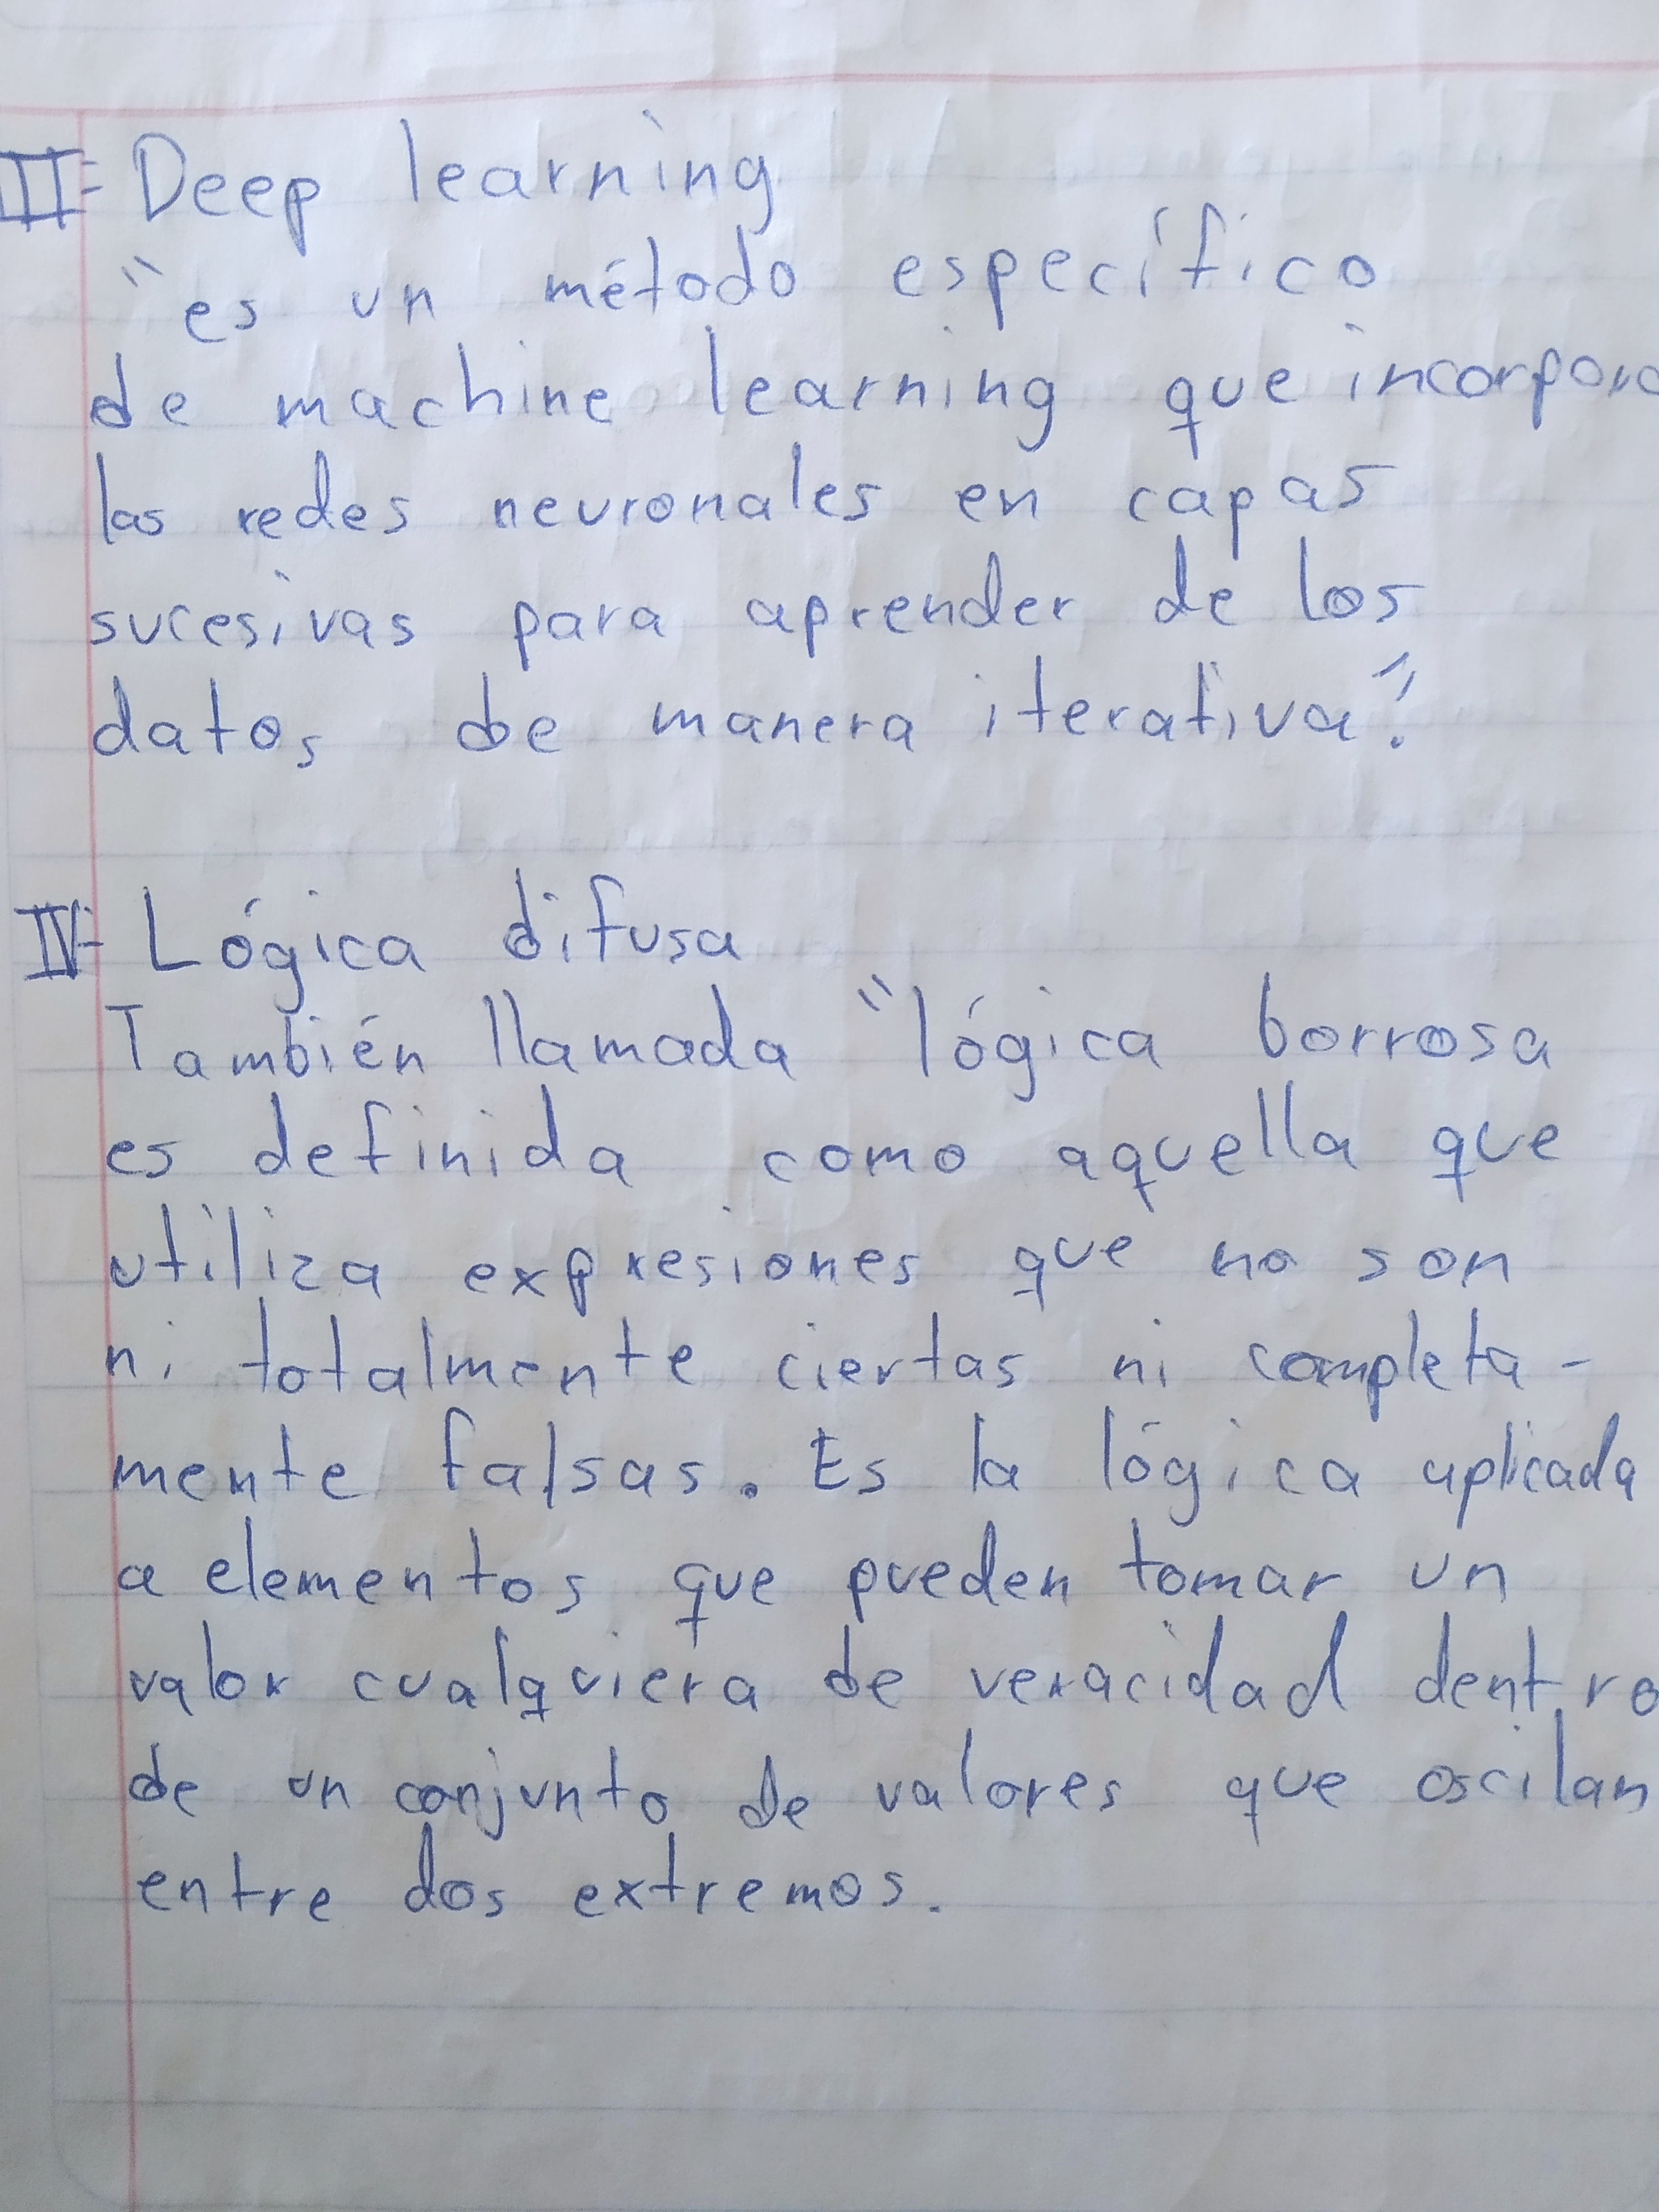 III- Deep learning
"es un método específico
de machine learning que incorpora
las redes neuronales en capas
sucesivas para aprender de los
datos de manera iterativa".
IV- Lógica difusa
También llamada "lógica borrosa
es definida como aquella que
utiliza expresiones que no son
ni totalmente ciertas ni completa-
mente falsas. Es la lógica aplicada
a elementos que pueden tomar un
valor cualquiera de veracidad dentro
de un conjunto de valores que oscilan
entre dos extremos.